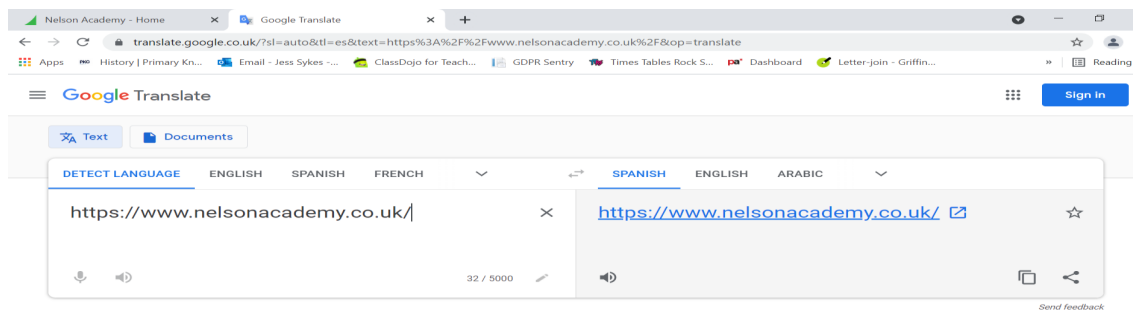 Nelson Academy - Home × Google Translate × +
translate.google.co.uk/?sl=auto&tl=es&text=https%3A%2F%2Fwww.nelsonacademy.co.uk%2F&op=translate
Apps PKC History | Primary Kn... Email - Jess Sykes -... ClassDojo for Teach... GDPR Sentry Times Tables Rock S... pa Dashboard Letter-join - Griffin... » Reading
Google Translate Sign in
Text Documents
DETECT LANGUAGE ENGLISH SPANISH FRENCH SPANISH ENGLISH ARABIC
https://www.nelsonacademy.co.uk/ × https://www.nelsonacademy.co.uk/
32 / 5000
Send feedback